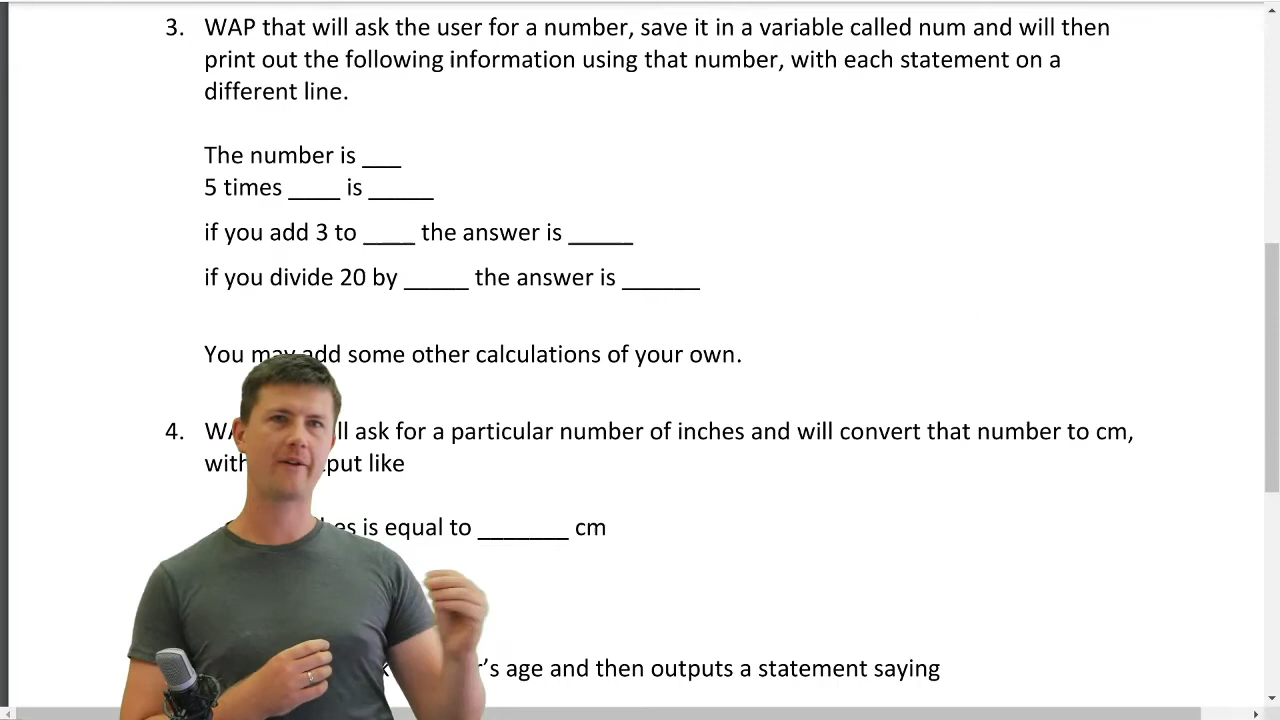 3. WAP that will ask the user for a number, save it in a variable called num and will then
print out the following information using that number, with each statement on a
different line.
The number is ___
5 times ____ is _____
if you add 3 to ____ the answer is _____
if you divide 20 by _____ the answer is ______
You may add some other calculations of your own.
4. ll ask for a particular number of inches and will convert that number to cm,
put like
es is equal to _______ cm
r’s age and then outputs a statement saying